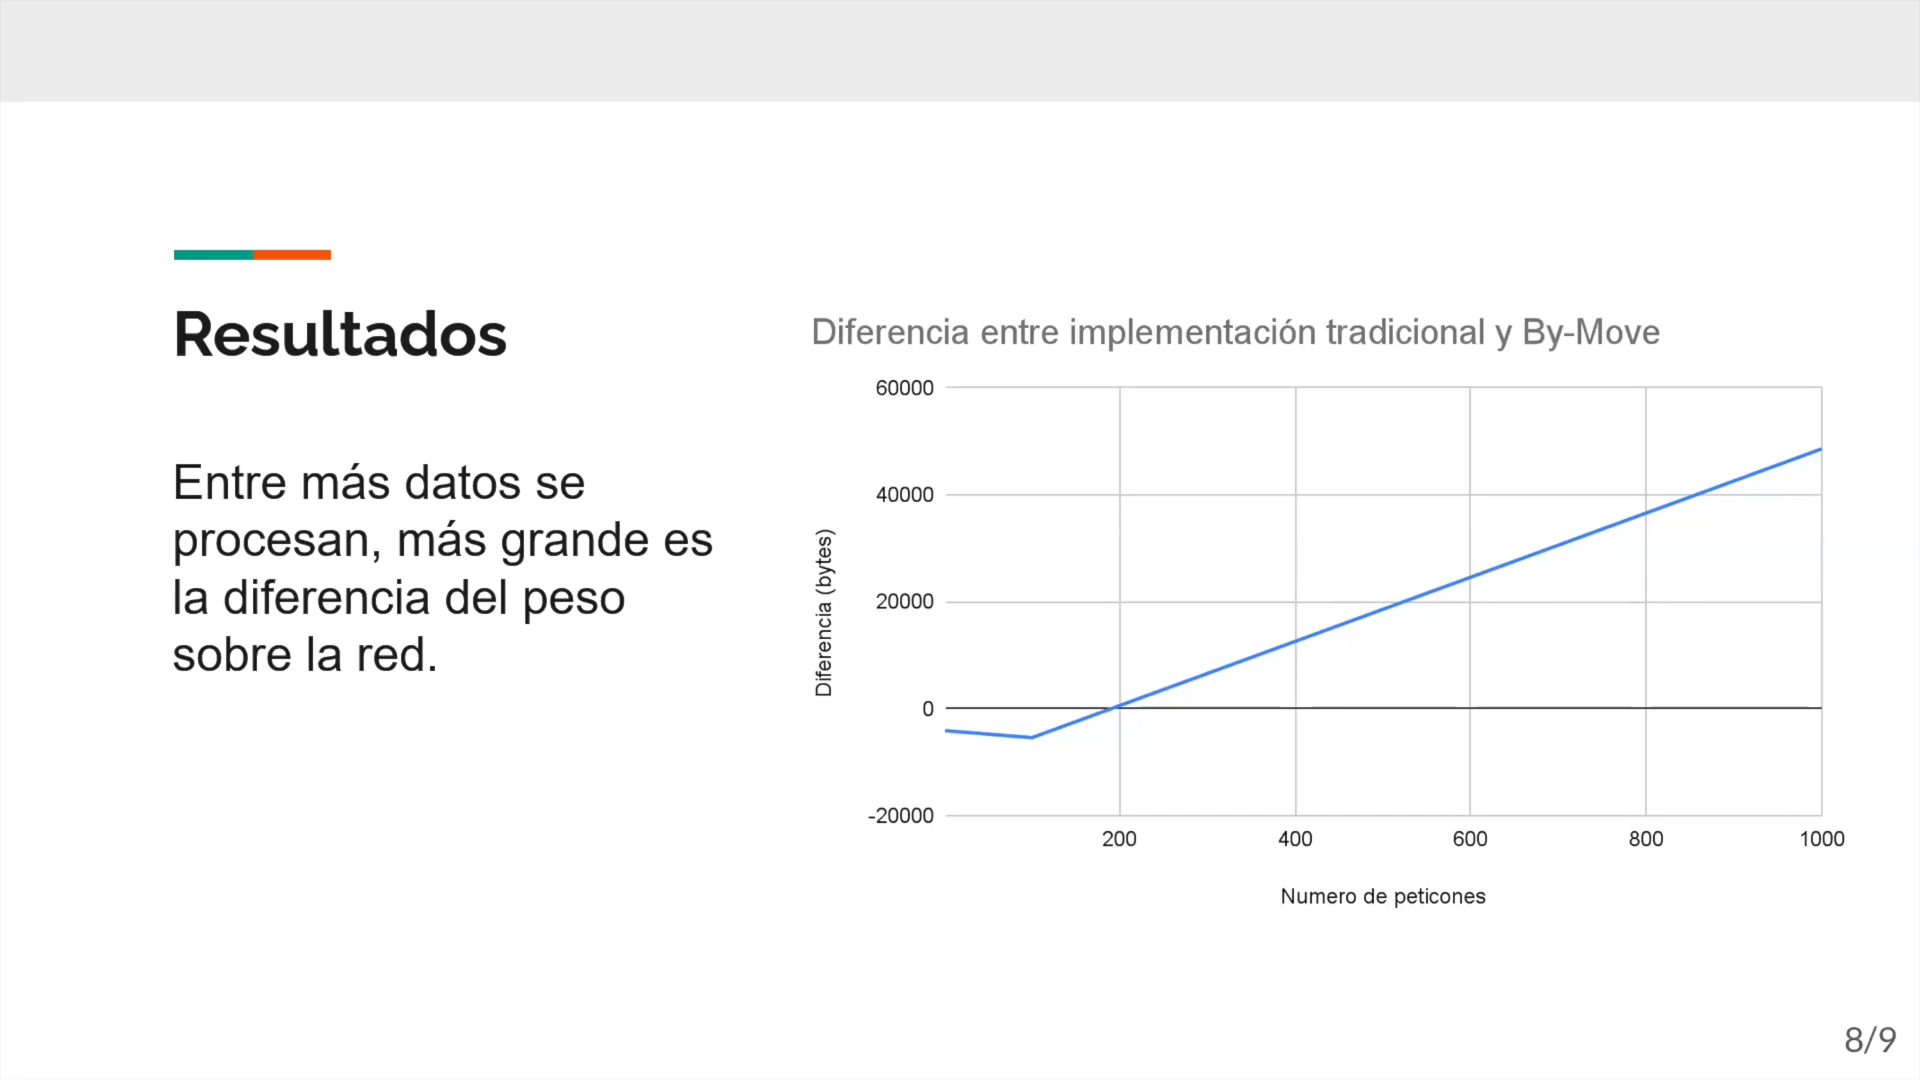 Resultados
Entre más datos se
procesan, más grande es
la diferencia del peso
sobre la red.
Diferencia entre implementación tradicional y By-Move
Diferencia (bytes)
60000
40000
20000
0
-20000
200 400 600 800 1000
Numero de peticones
8/9